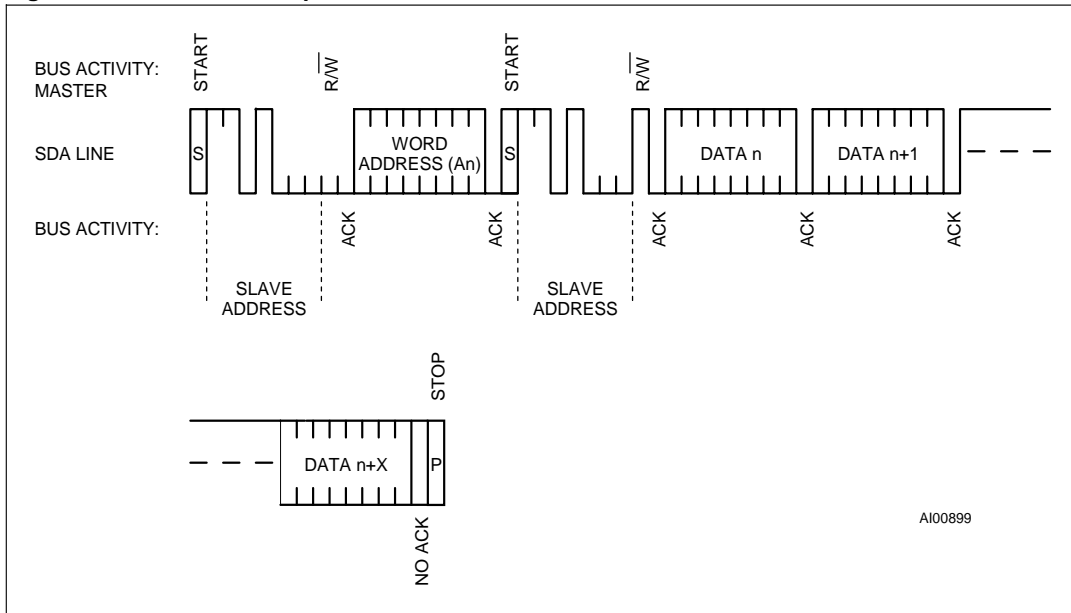 START
R/W
START
R/W
BUS ACTIVITY:
MASTER
SDA LINE
S
WORD
ADDRESS (An)
S
DATA n
DATA n+1
BUS ACTIVITY:
ACK
ACK
ACK
ACK
ACK
SLAVE
ADDRESS
SLAVE
ADDRESS
STOP
DATA n+X
P
NO ACK
AI00899